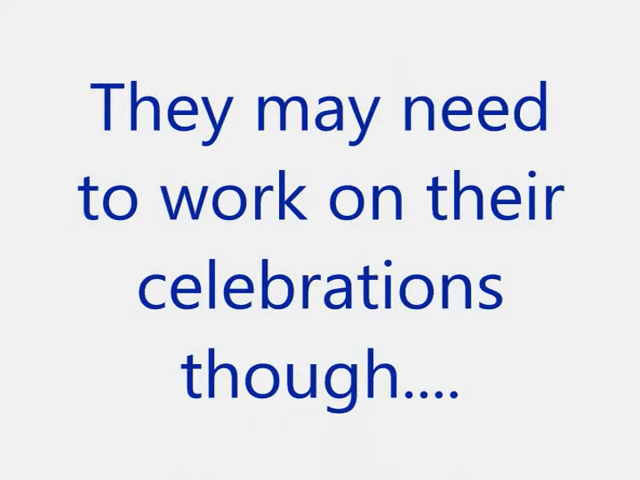 They may need
to work on their
celebrations
though....